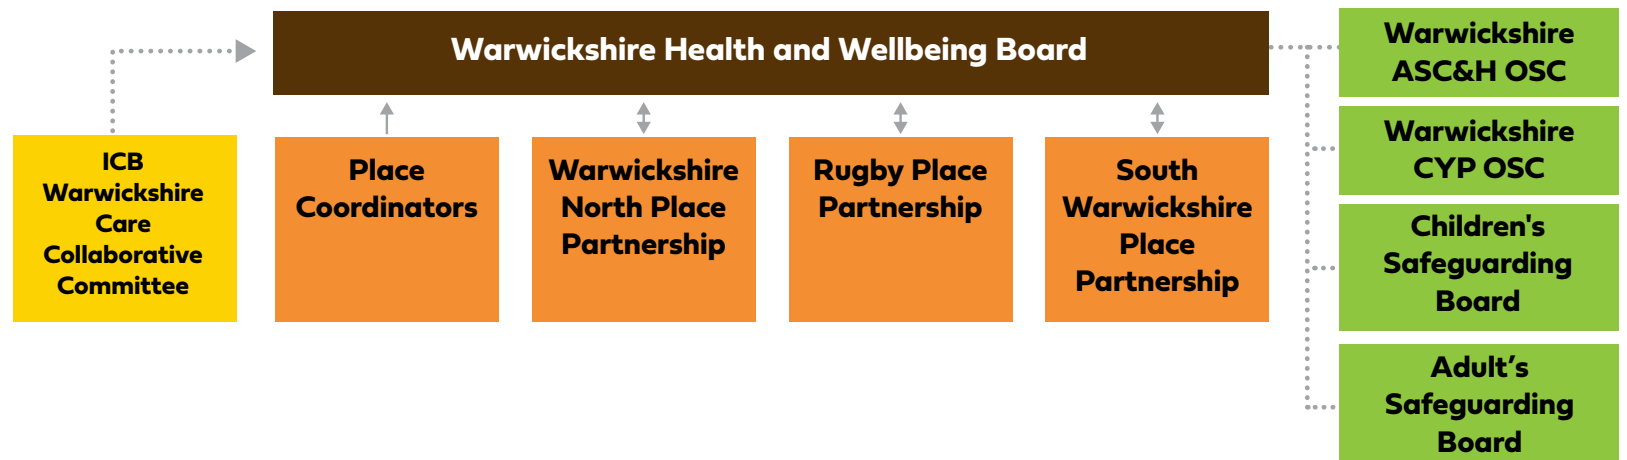 Warwickshire Health and Wellbeing Board
ICB
Warwickshire
Care
Collaborative
Committee
Place
Coordinators
Warwickshire
North Place
Partnership
Rugby Place
Partnership
South
Warwickshire
Place
Partnership
Warwickshire
ASC&H OSC
Warwickshire
CYP OSC
Children's
Safeguarding
Board
Adult’s
Safeguarding
Board